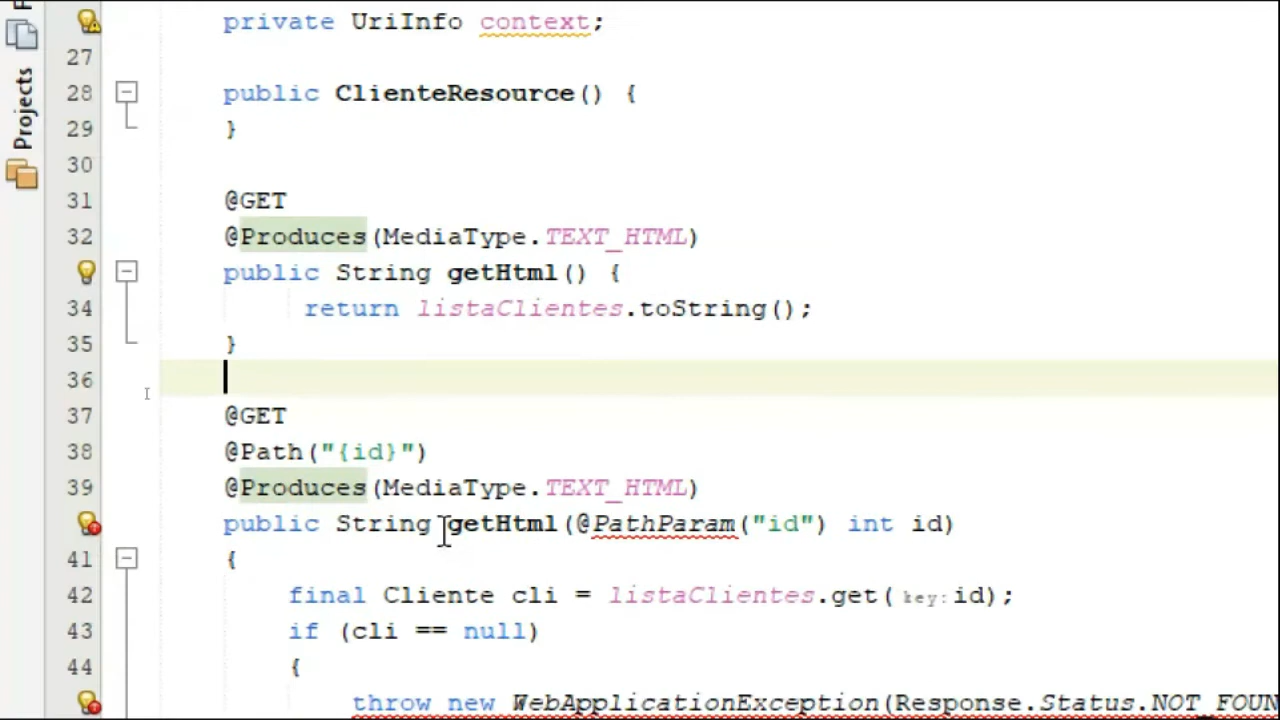 private UriInfo context;
27
28 public ClienteResource() {
29 }
30
31 @GET
32 @Produces(MediaType.TEXT_HTML)
public String getHtml() {
34 return listaClientes.toString();
35 }
36
37 @GET
38 @Path("{id}")
39 @Produces(MediaType.TEXT_HTML)
public String getHtml(@PathParam("id") int id)
41 {
42 final Cliente cli = listaClientes.get( key: id);
43 if (cli == null)
44 {
throw new WebApplicationException(Response.Status.NOT_FOUN
Projects